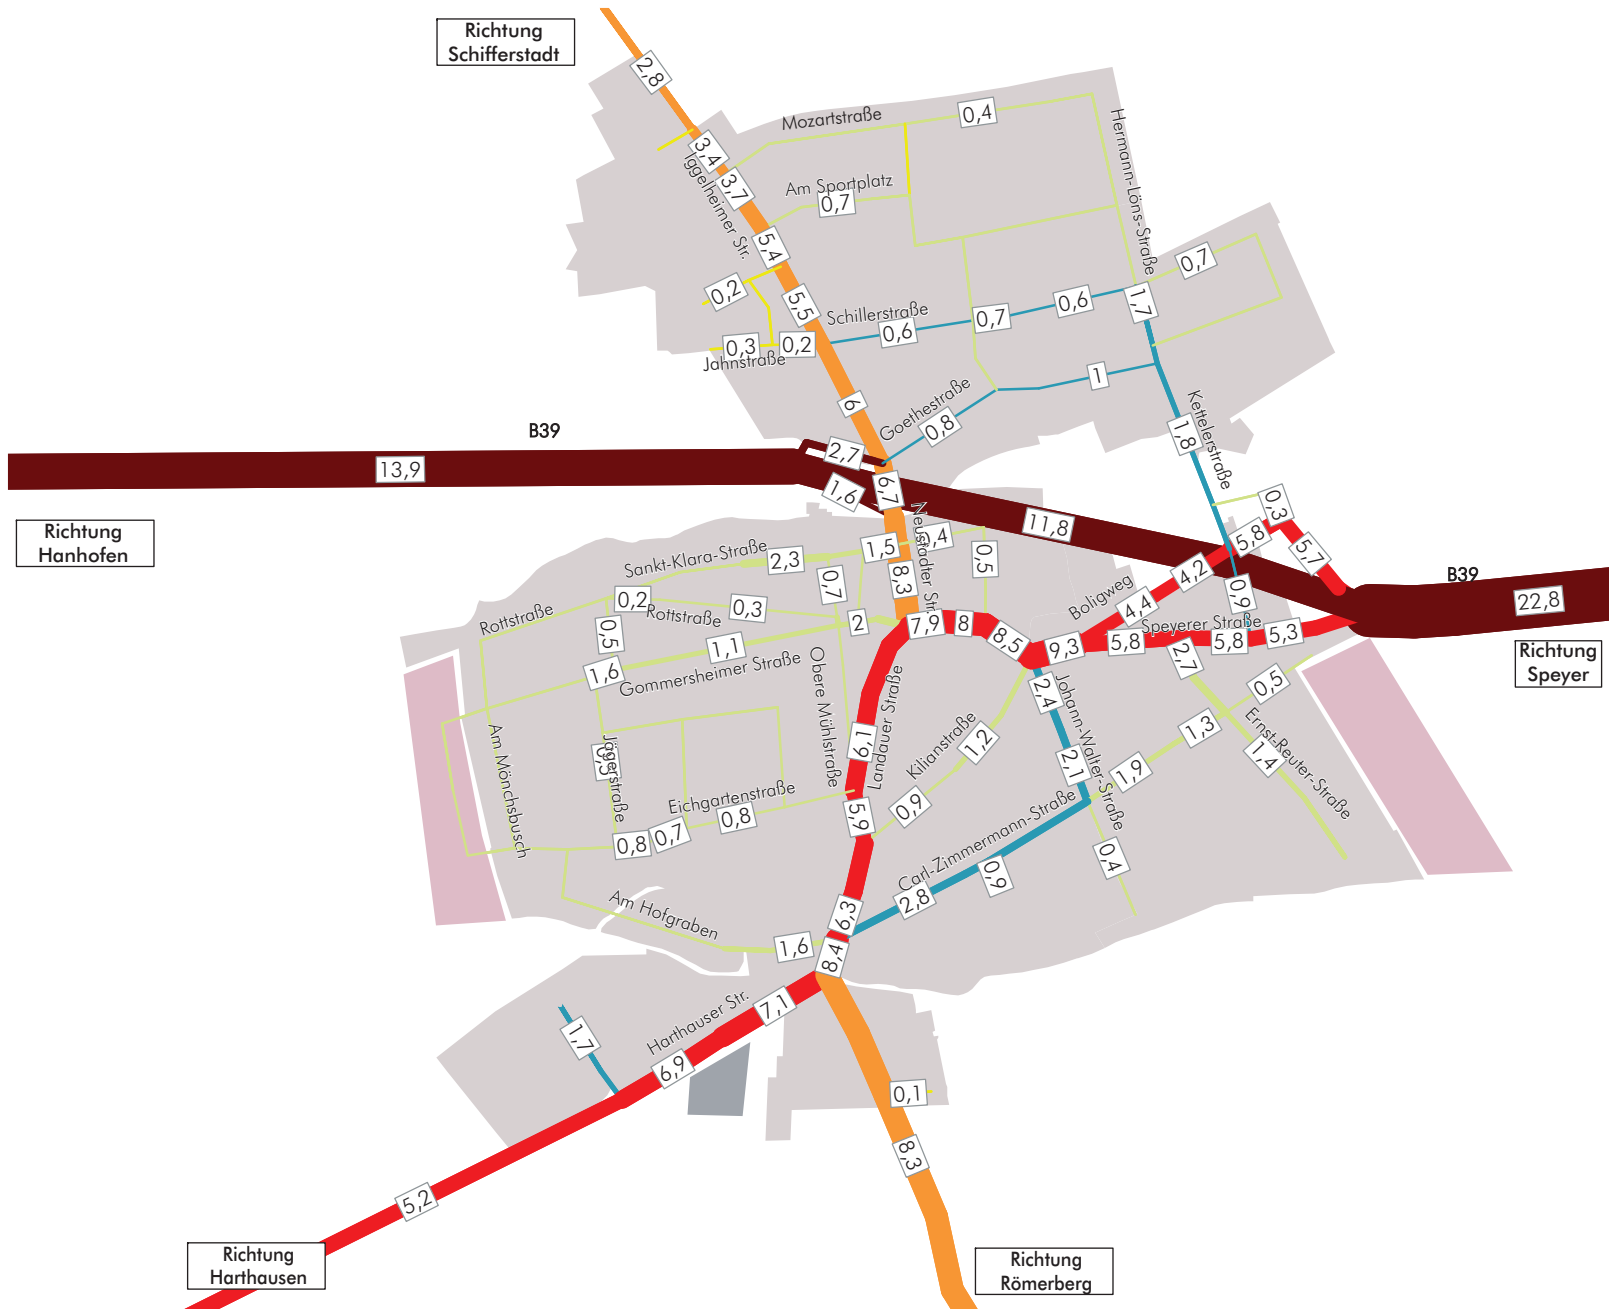 Richtung
Schifferstadt
2,8
3,4
3,7
Iggelheimer Str.
Mozartstraße
0,4
Hermann-Löns-Straße
Am Sportplatz
0,7
5,4
0,2
5,5
0,7
1,7
Schillerstraße
0,6
0,7
0,6
0,3
0,2
Jahnstraße
6
Goethestraße
0,8
1
Kettelerstraße
1,8
B39
13,9
2,7
1,6
6,7
11,8
0,3
5,8
5,7
Richtung
Hanhofen
Neustadter Str.
0,4
1,5
Sankt-Klara-Straße
2,3
0,5
8,3
0,7
4,2
4,4
Boligweg
0,9
B39
22,8
Rottstraße
0,2
Rottstraße
0,3
0,5
2
7,9
8
8,5
9,3
5,8
Speyerer Straße
5,8
5,3
Richtung
Speyer
1,1
1,6
Gommersheimer Straße
Obere Mühlstraße
Landauer Straße
2,7
0,5
2,4
Johann-Walter-Straße
6,1
Kilianstraße
1,2
1,3
Ernst-Reuter-Straße
1,4
Am Mönchsbusch
0,5
Jägerstraße
2,1
1,9
Eichgartenstraße
0,8
0,7
0,8
5,9
0,9
Carl-Zimmermann-Straße
0,9
2,8
0,4
Am Hofgraben
1,6
6,3
8,4
Harthauser Str.
7,1
1,7
6,9
0,1
8,3
5,2
Richtung
Harthausen
Richtung
Römerberg